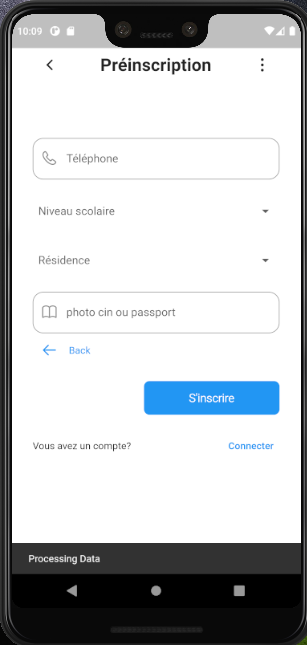 10:09
Préinscription
Téléphone
Niveau scolaire
Résidence
photo cin ou passport
Back
S'inscrire
Vous avez un compte? Connecter
Processing Data